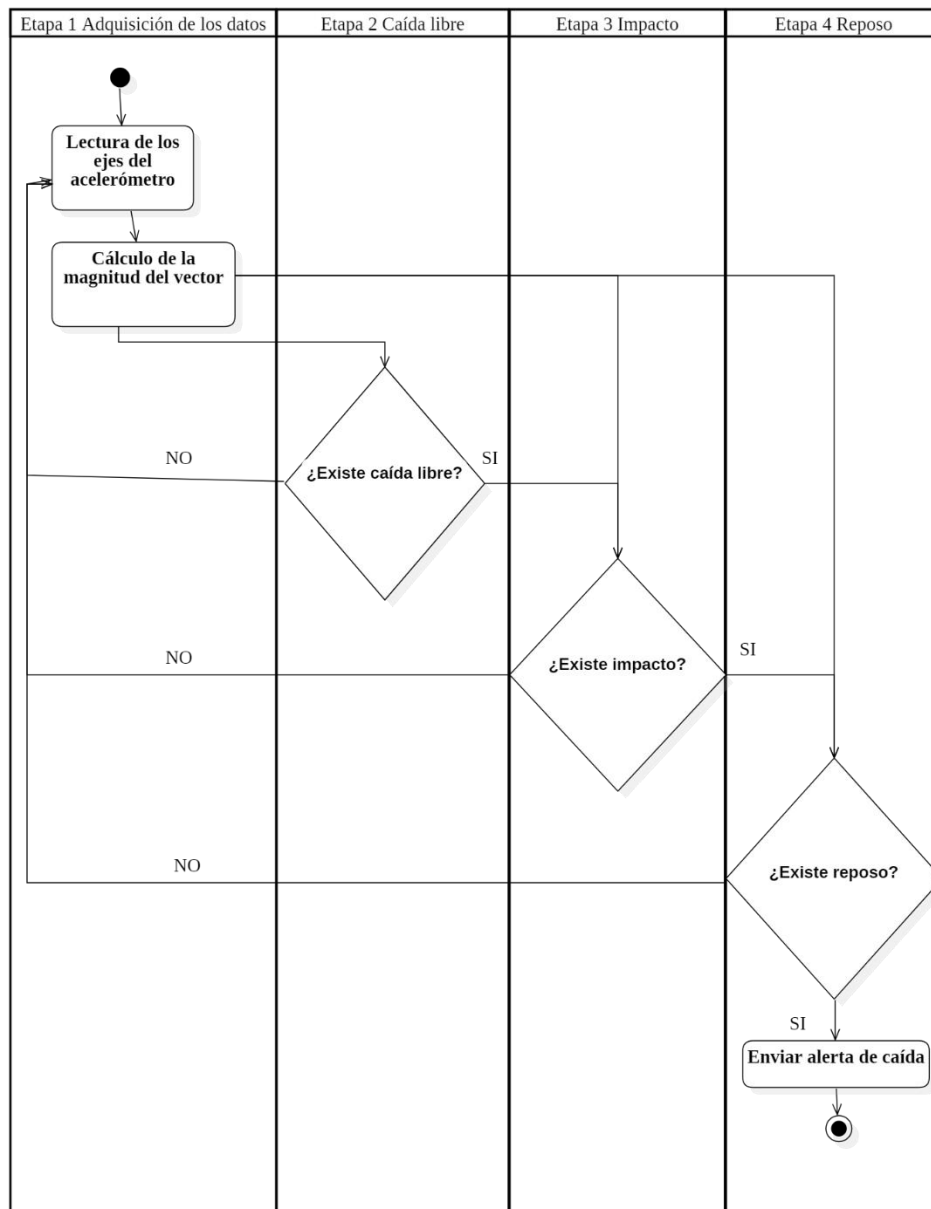 Etapa 1 Adquisición de los datos
Etapa 2 Caída libre
Etapa 3 Impacto
Etapa 4 Reposo
Lectura de los
ejes del
acelerómetro
Cálculo de la
magnitud del vector
NO
¿Existe caída libre?
SI
NO
¿Existe impacto?
SI
NO
¿Existe reposo?
SI
Enviar alerta de caída